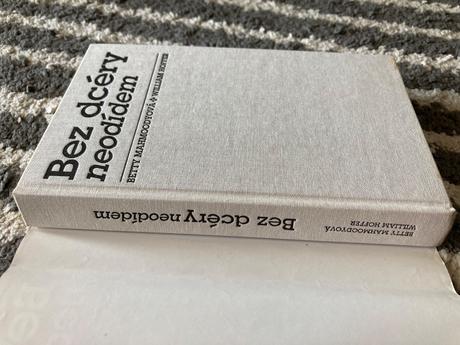 Bez dcéry
neodídem
BETTY MAHMOODYOVÁ & WILLIAM HOFFER
BETTY MAHMOODYOVÁ
WILLIAM HOFFER
Bez dcéry neodídem